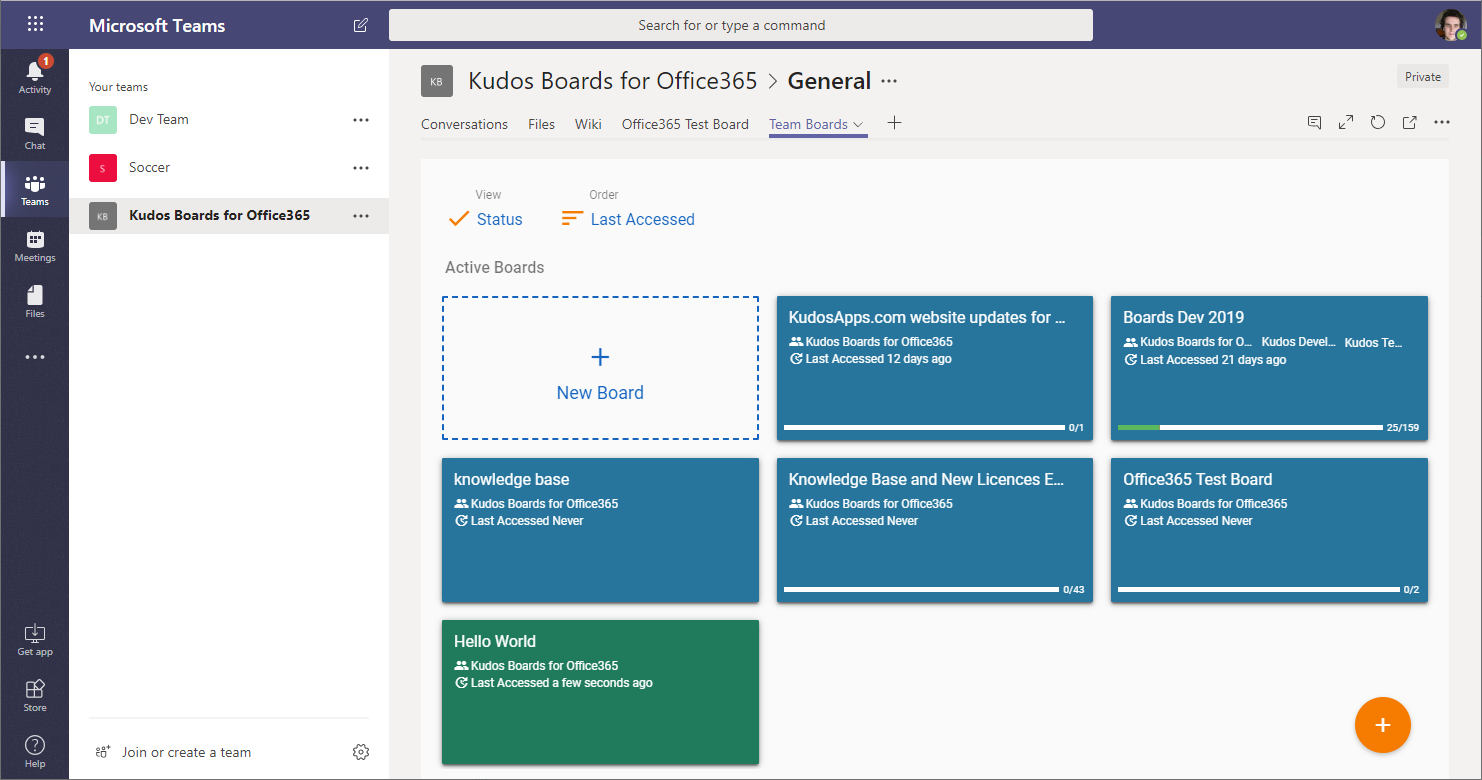 Microsoft Teams
Search for or type a command
1
Activity
Chat
Teams
Meetings
Files
Get app
Store
Help
Your teams
DT Dev Team
S Soccer
KB Kudos Boards for Office365
Join or create a team
KB Kudos Boards for Office365 > General
Private
Conversations Files Wiki Office365 Test Board Team Boards
View
Status
Order
Last Accessed
Active Boards
New Board
KudosApps.com website updates for ...
Kudos Boards for Office365
Last Accessed 12 days ago
0/1
Boards Dev 2019
Kudos Boards for O... Kudos Devel... Kudos Te...
Last Accessed 21 days ago
25/159
knowledge base
Kudos Boards for Office365
Last Accessed Never
Knowledge Base and New Licences E...
Kudos Boards for Office365
Last Accessed Never
0/43
Office365 Test Board
Kudos Boards for Office365
Last Accessed Never
0/2
Hello World
Kudos Boards for Office365
Last Accessed a few seconds ago